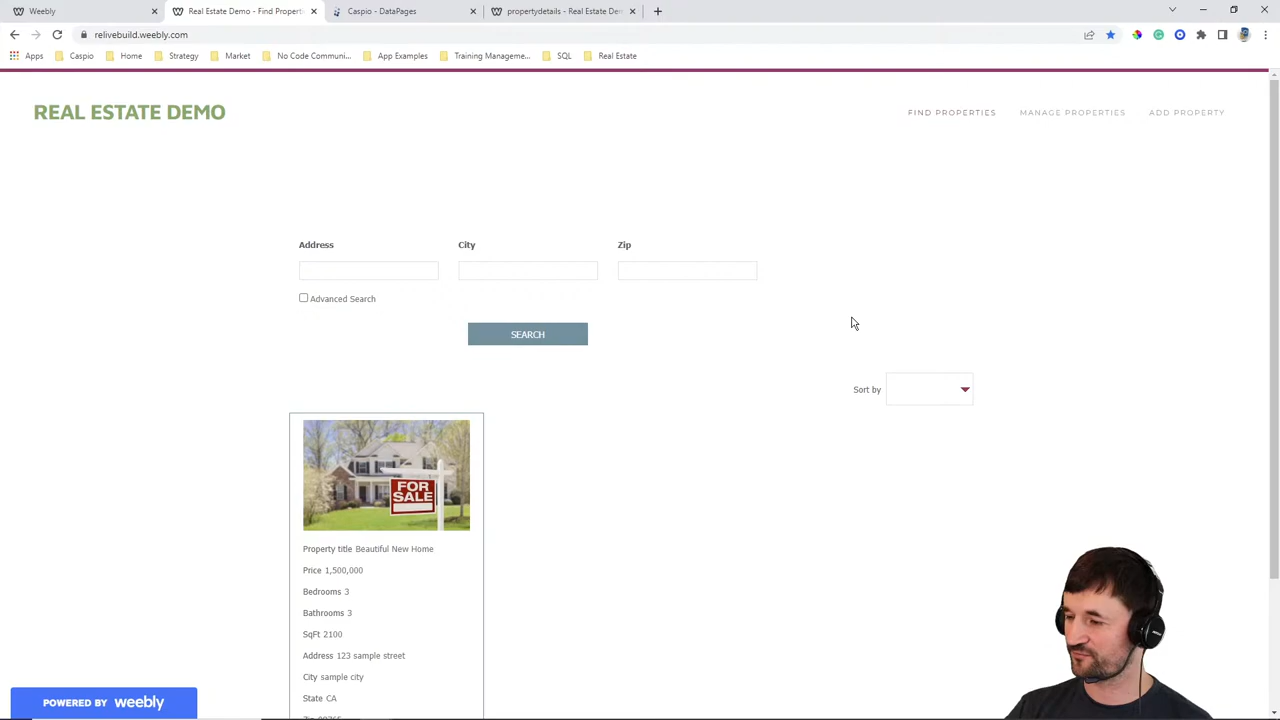 Weebly
Real Estate Demo - Find Properti
Caspio - DataPages
propertydetails - Real Estate Dem
relivebuild.weebly.com
Apps
Caspio
Home
Strategy
Market
No Code Communi...
App Examples
Training Manageme...
SQL
Real Estate
REAL ESTATE DEMO
FIND PROPERTIES
MANAGE PROPERTIES
ADD PROPERTY
Address
City
Zip
Advanced Search
SEARCH
Sort by
FOR
SALE
Property title Beautiful New Home
Price 1,500,000
Bedrooms 3
Bathrooms 3
SqFt 2100
Address 123 sample street
City sample city
State CA
POWERED BY weebly